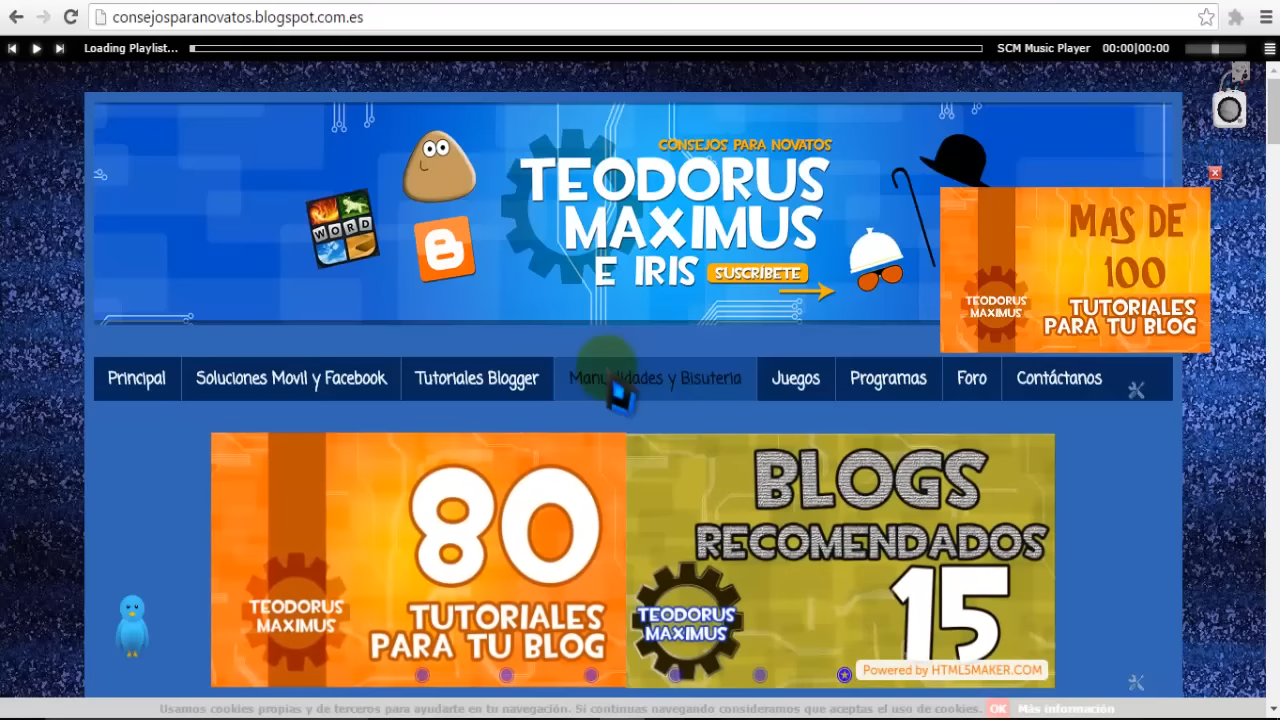 consejosparanovatos.blogspot.com.es
Loading Playlist...
SCM Music Player 00:00|00:00
CONSEJOS PARA NOVATOS
TEODORUS
MAXIMUS
E IRIS SUSCRÍBETE
WORD
MAS DE
100
TUTORIALES
PARA TU BLOG
TEODORUS
MAXIMUS
Principal Soluciones Movil y Facebook Tutoriales Blogger Manualidades y Bisuteria Juegos Programas Foro Contáctanos
80
TUTORIALES
PARA TU BLOG
TEODORUS
MAXIMUS
BLOGS
RECOMENDADOS
15
TEODORUS
MAXIMUS
Powered by HTML5MAKER.COM
Usamos cookies propias y de terceros para ayudarte en tu navegación. Si continuas navegando consideramos que aceptas el uso de cookies. OK Más información